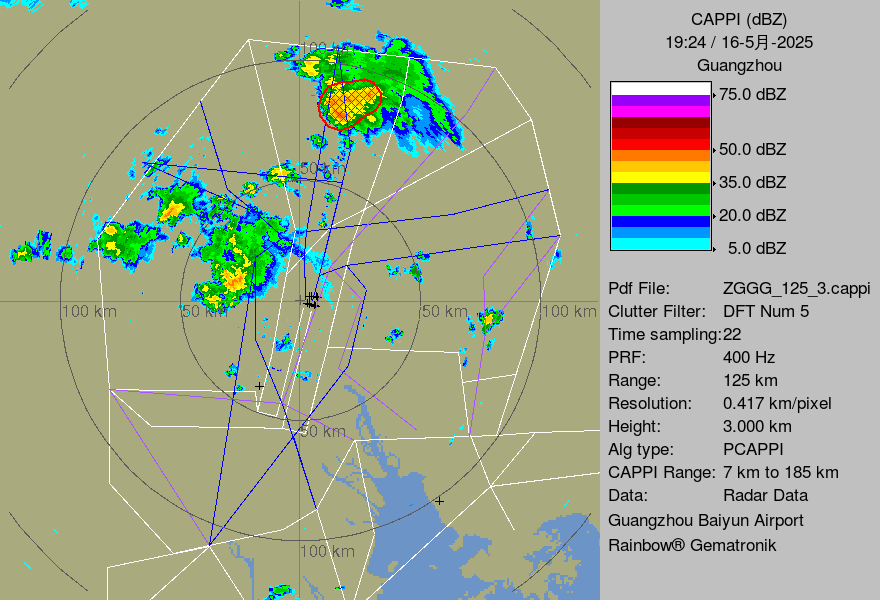 CAPPI (dBZ)
19:24 / 16-5月-2025
Guangzhou
75.0 dBZ
50.0 dBZ
35.0 dBZ
20.0 dBZ
5.0 dBZ
Pdf File: ZGGG_125_3.cappi
Clutter Filter: DFT Num 5
Time sampling:22
PRF: 400 Hz
Range: 125 km
Resolution: 0.417 km/pixel
Height: 3.000 km
Alg type: PCAPPI
CAPPI Range: 7 km to 185 km
Data: Radar Data
Guangzhou Baiyun Airport
Rainbow® Gematronik
100 km
50 km
100 km
50 km
50 km
100 km
50 km
100 km